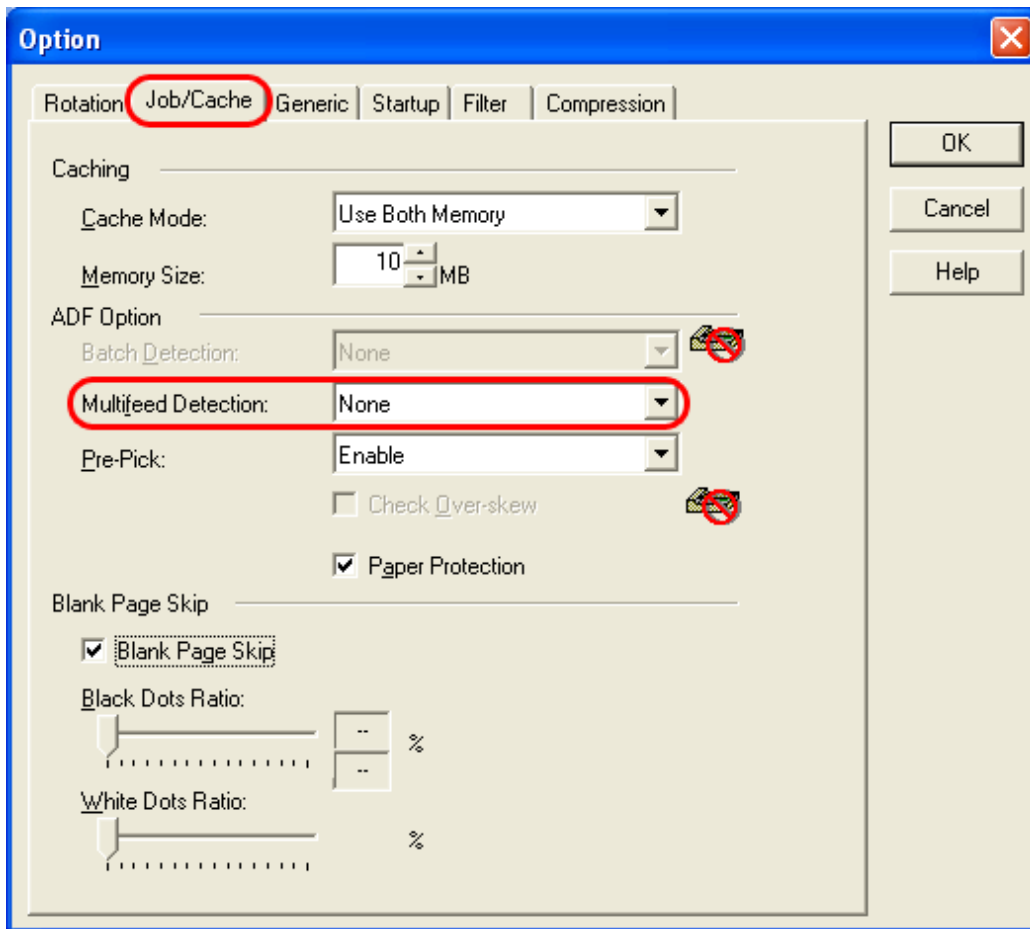 Option
Rotation Job/Cache Generic Startup Filter Compression
OK
Cancel
Help
Caching
Cache Mode: Use Both Memory
Memory Size: 10 MB
ADF Option
Batch Detection: None
Multifeed Detection: None
Pre-Pick: Enable
Check Over-skew
Paper Protection
Blank Page Skip
Blank Page Skip
Black Dots Ratio:
-- %
--
White Dots Ratio:
%